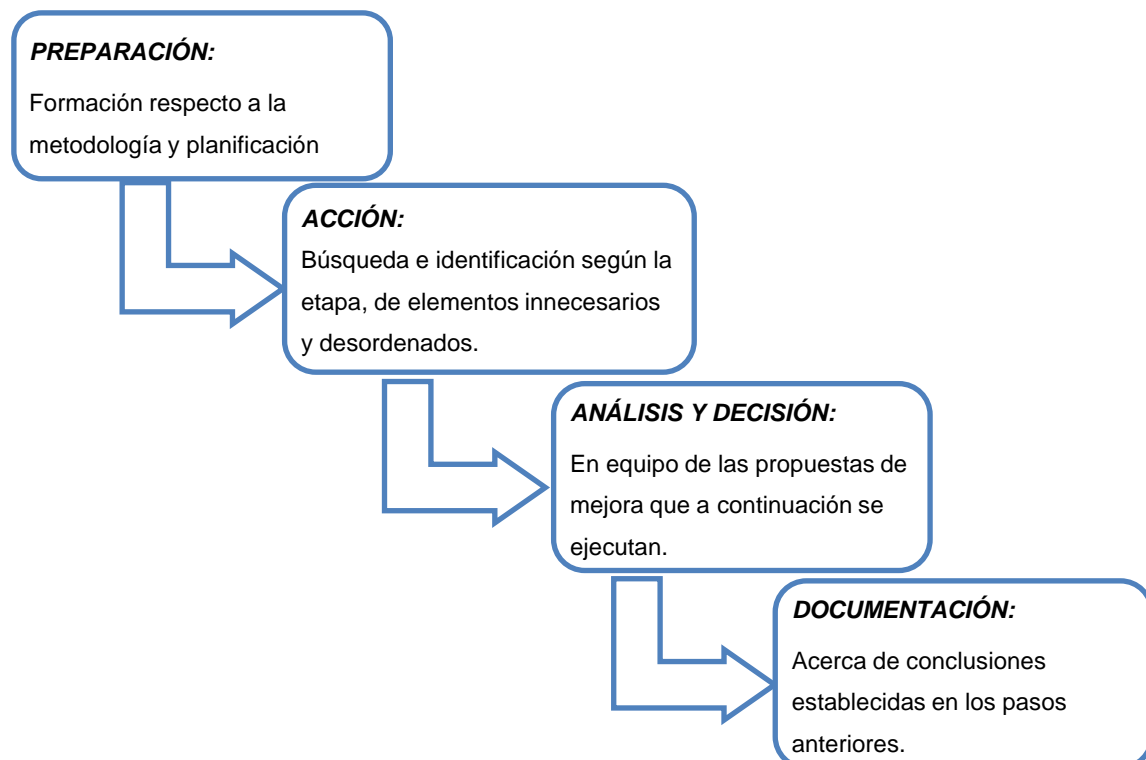 PREPARACIÓN:
Formación respecto a la
metodología y planificación
ACCIÓN:
Búsqueda e identificación según la
etapa, de elementos innecesarios
y desordenados.
ANÁLISIS Y DECISIÓN:
En equipo de las propuestas de
mejora que a continuación se
ejecutan.
DOCUMENTACIÓN:
Acerca de conclusiones
establecidas en los pasos
anteriores.